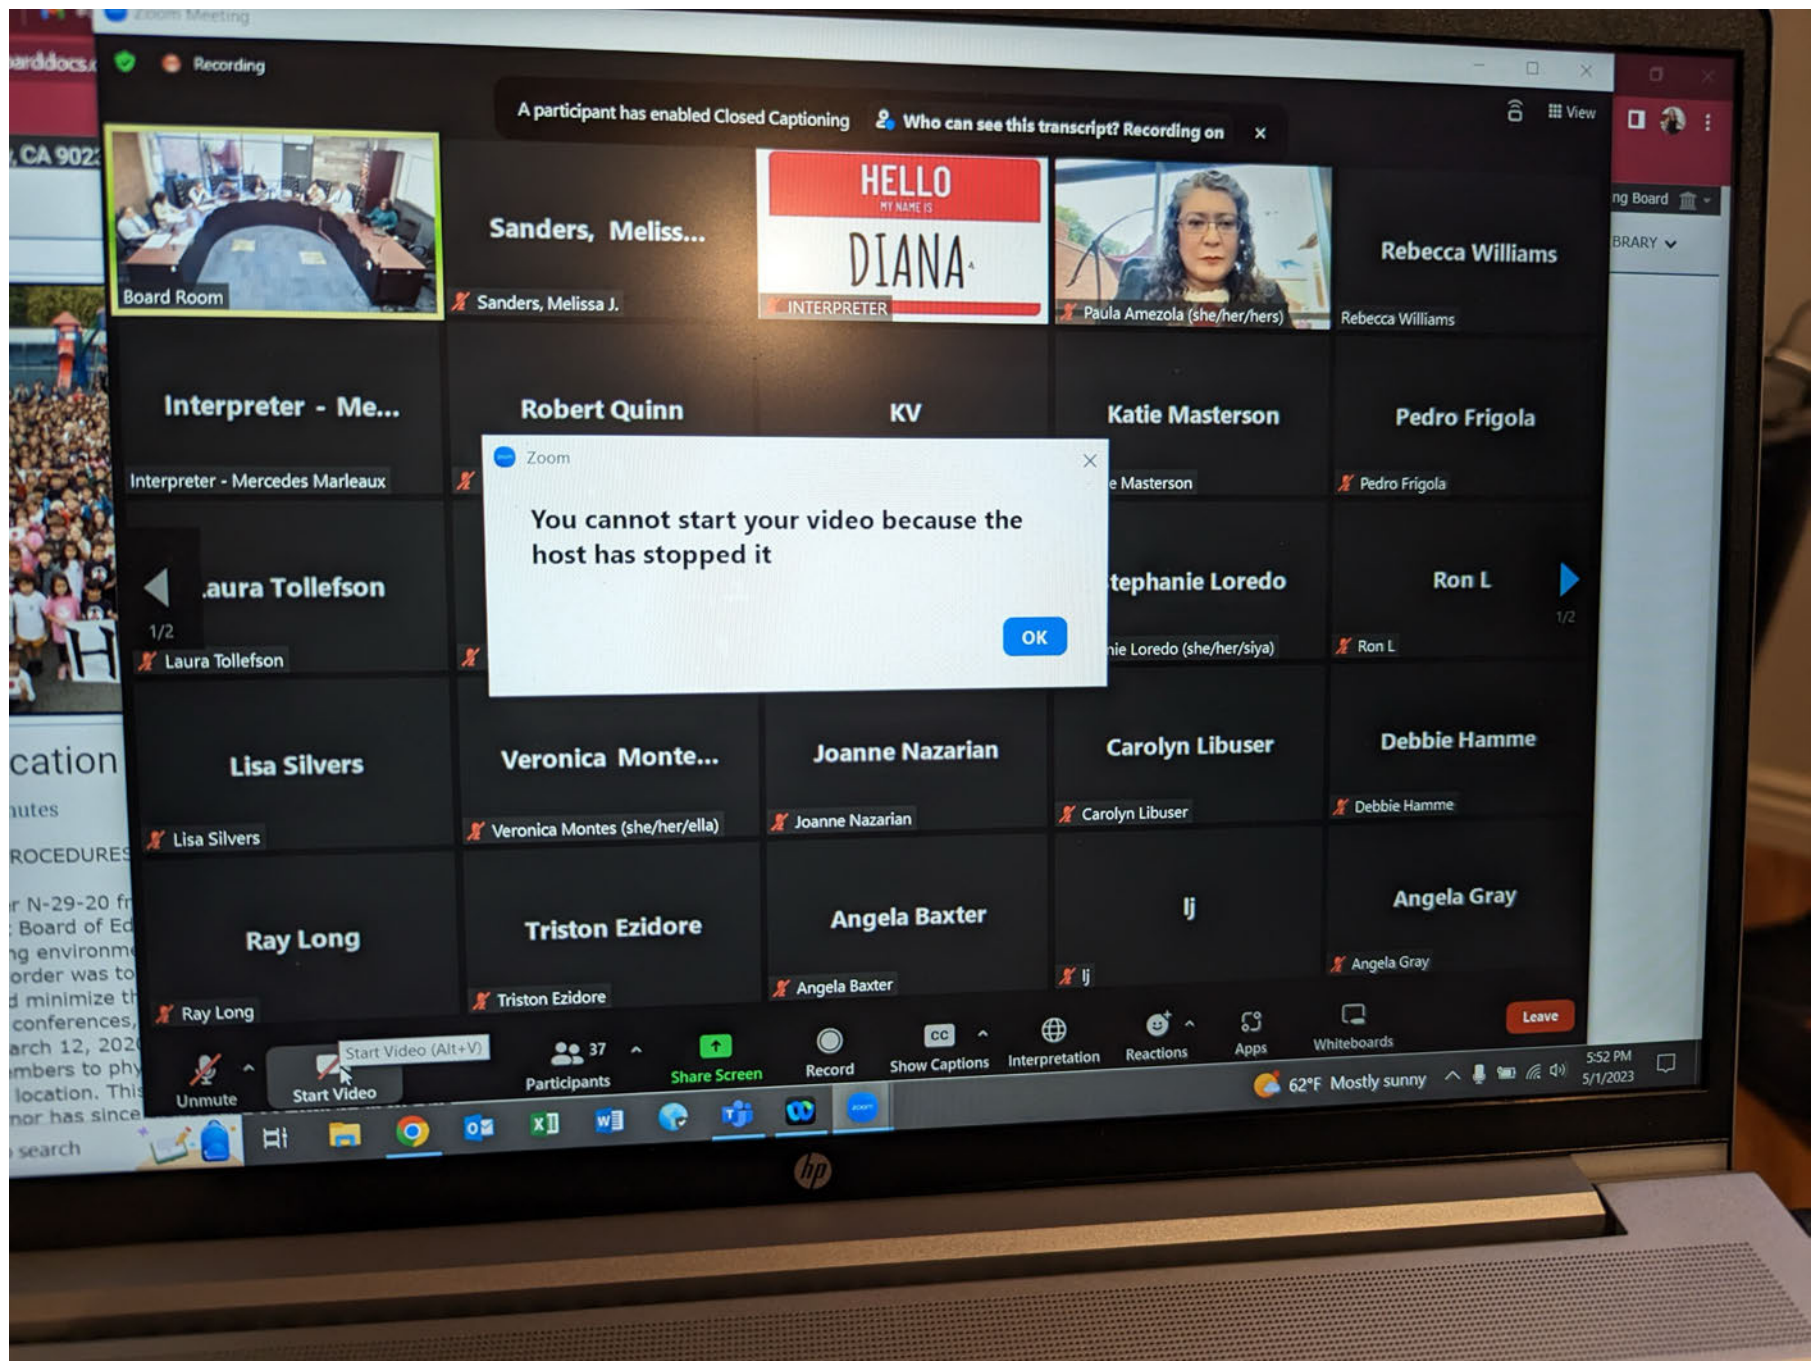 Zoom Meeting
arddocs.c
Recording
A participant has enabled Closed Captioning
Who can see this transcript? Recording on
View
, CA 902
ng Board
BRARY
Board Room
Sanders, Meliss...
Sanders, Melissa J.
HELLO
MY NAME IS
DIANA
INTERPRETER
Paula Amezola (she/her/hers)
Rebecca Williams
Rebecca Williams
Interpreter - Me...
Interpreter - Mercedes Marleaux
Robert Quinn
KV
Katie Masterson
e Masterson
Pedro Frigola
Pedro Frigola
Zoom
You cannot start your video because the
host has stopped it
OK
.aura Tollefson
1/2
Laura Tollefson
tephanie Loredo
nie Loredo (she/her/siya)
Ron L
1/2
Ron L
Lisa Silvers
Lisa Silvers
Veronica Monte...
Veronica Montes (she/her/ella)
Joanne Nazarian
Joanne Nazarian
Carolyn Libuser
Carolyn Libuser
Debbie Hamme
Debbie Hamme
Ray Long
Ray Long
Triston Ezidore
Triston Ezidore
Angela Baxter
Angela Baxter
lj
lj
Angela Gray
Angela Gray
cation
nutes
ROCEDURES
r N-29-20 fr
: Board of Ed
ng environme
order was to
d minimize th
conferences,
arch 12, 202
mbers to phy
location. This
nor has since
Unmute
Start Video
Start Video (Alt+V)
37
Participants
Share Screen
Record
CC
Show Captions
Interpretation
Reactions
Apps
Whiteboards
Leave
search
zoom
62°F Mostly sunny
5:52 PM
5/1/2023
hp